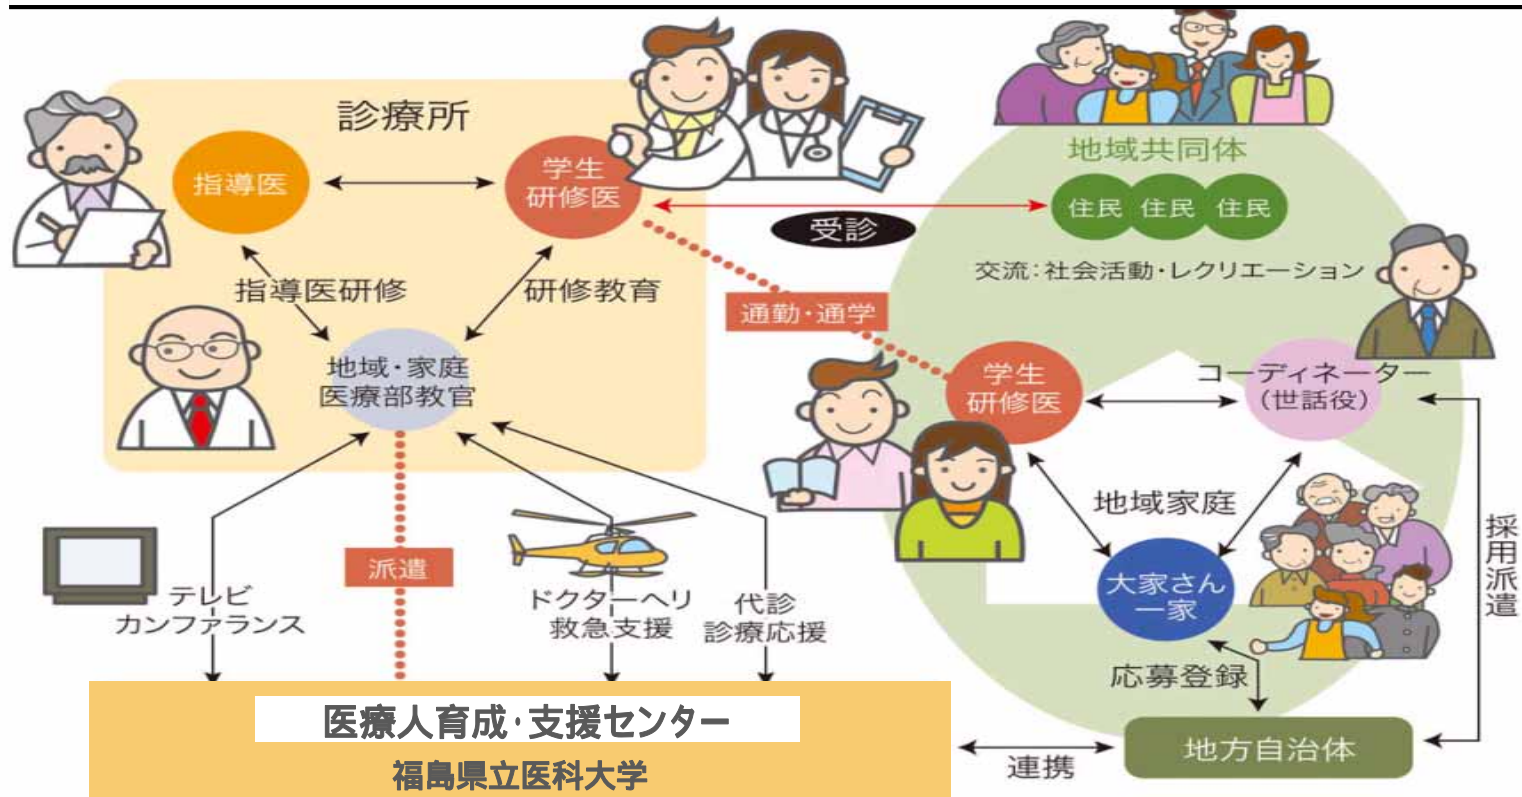 診療所
指導医
学生
研修医
指導医研修
研修教育
地域・家庭
医療部教官
受診
地域共同体
住民 住民 住民
交流:社会活動・レクリエーション
通勤・通学
学生
研修医
コーディネーター
(世話役)
地域家庭
大家さん
一家
採用派遣
応募登録
地方自治体
連携
テレビ
カンファランス
派遣
ドクターヘリ
救急支援
代診
診療応援
医療人育成・支援センター
福島県立医科大学